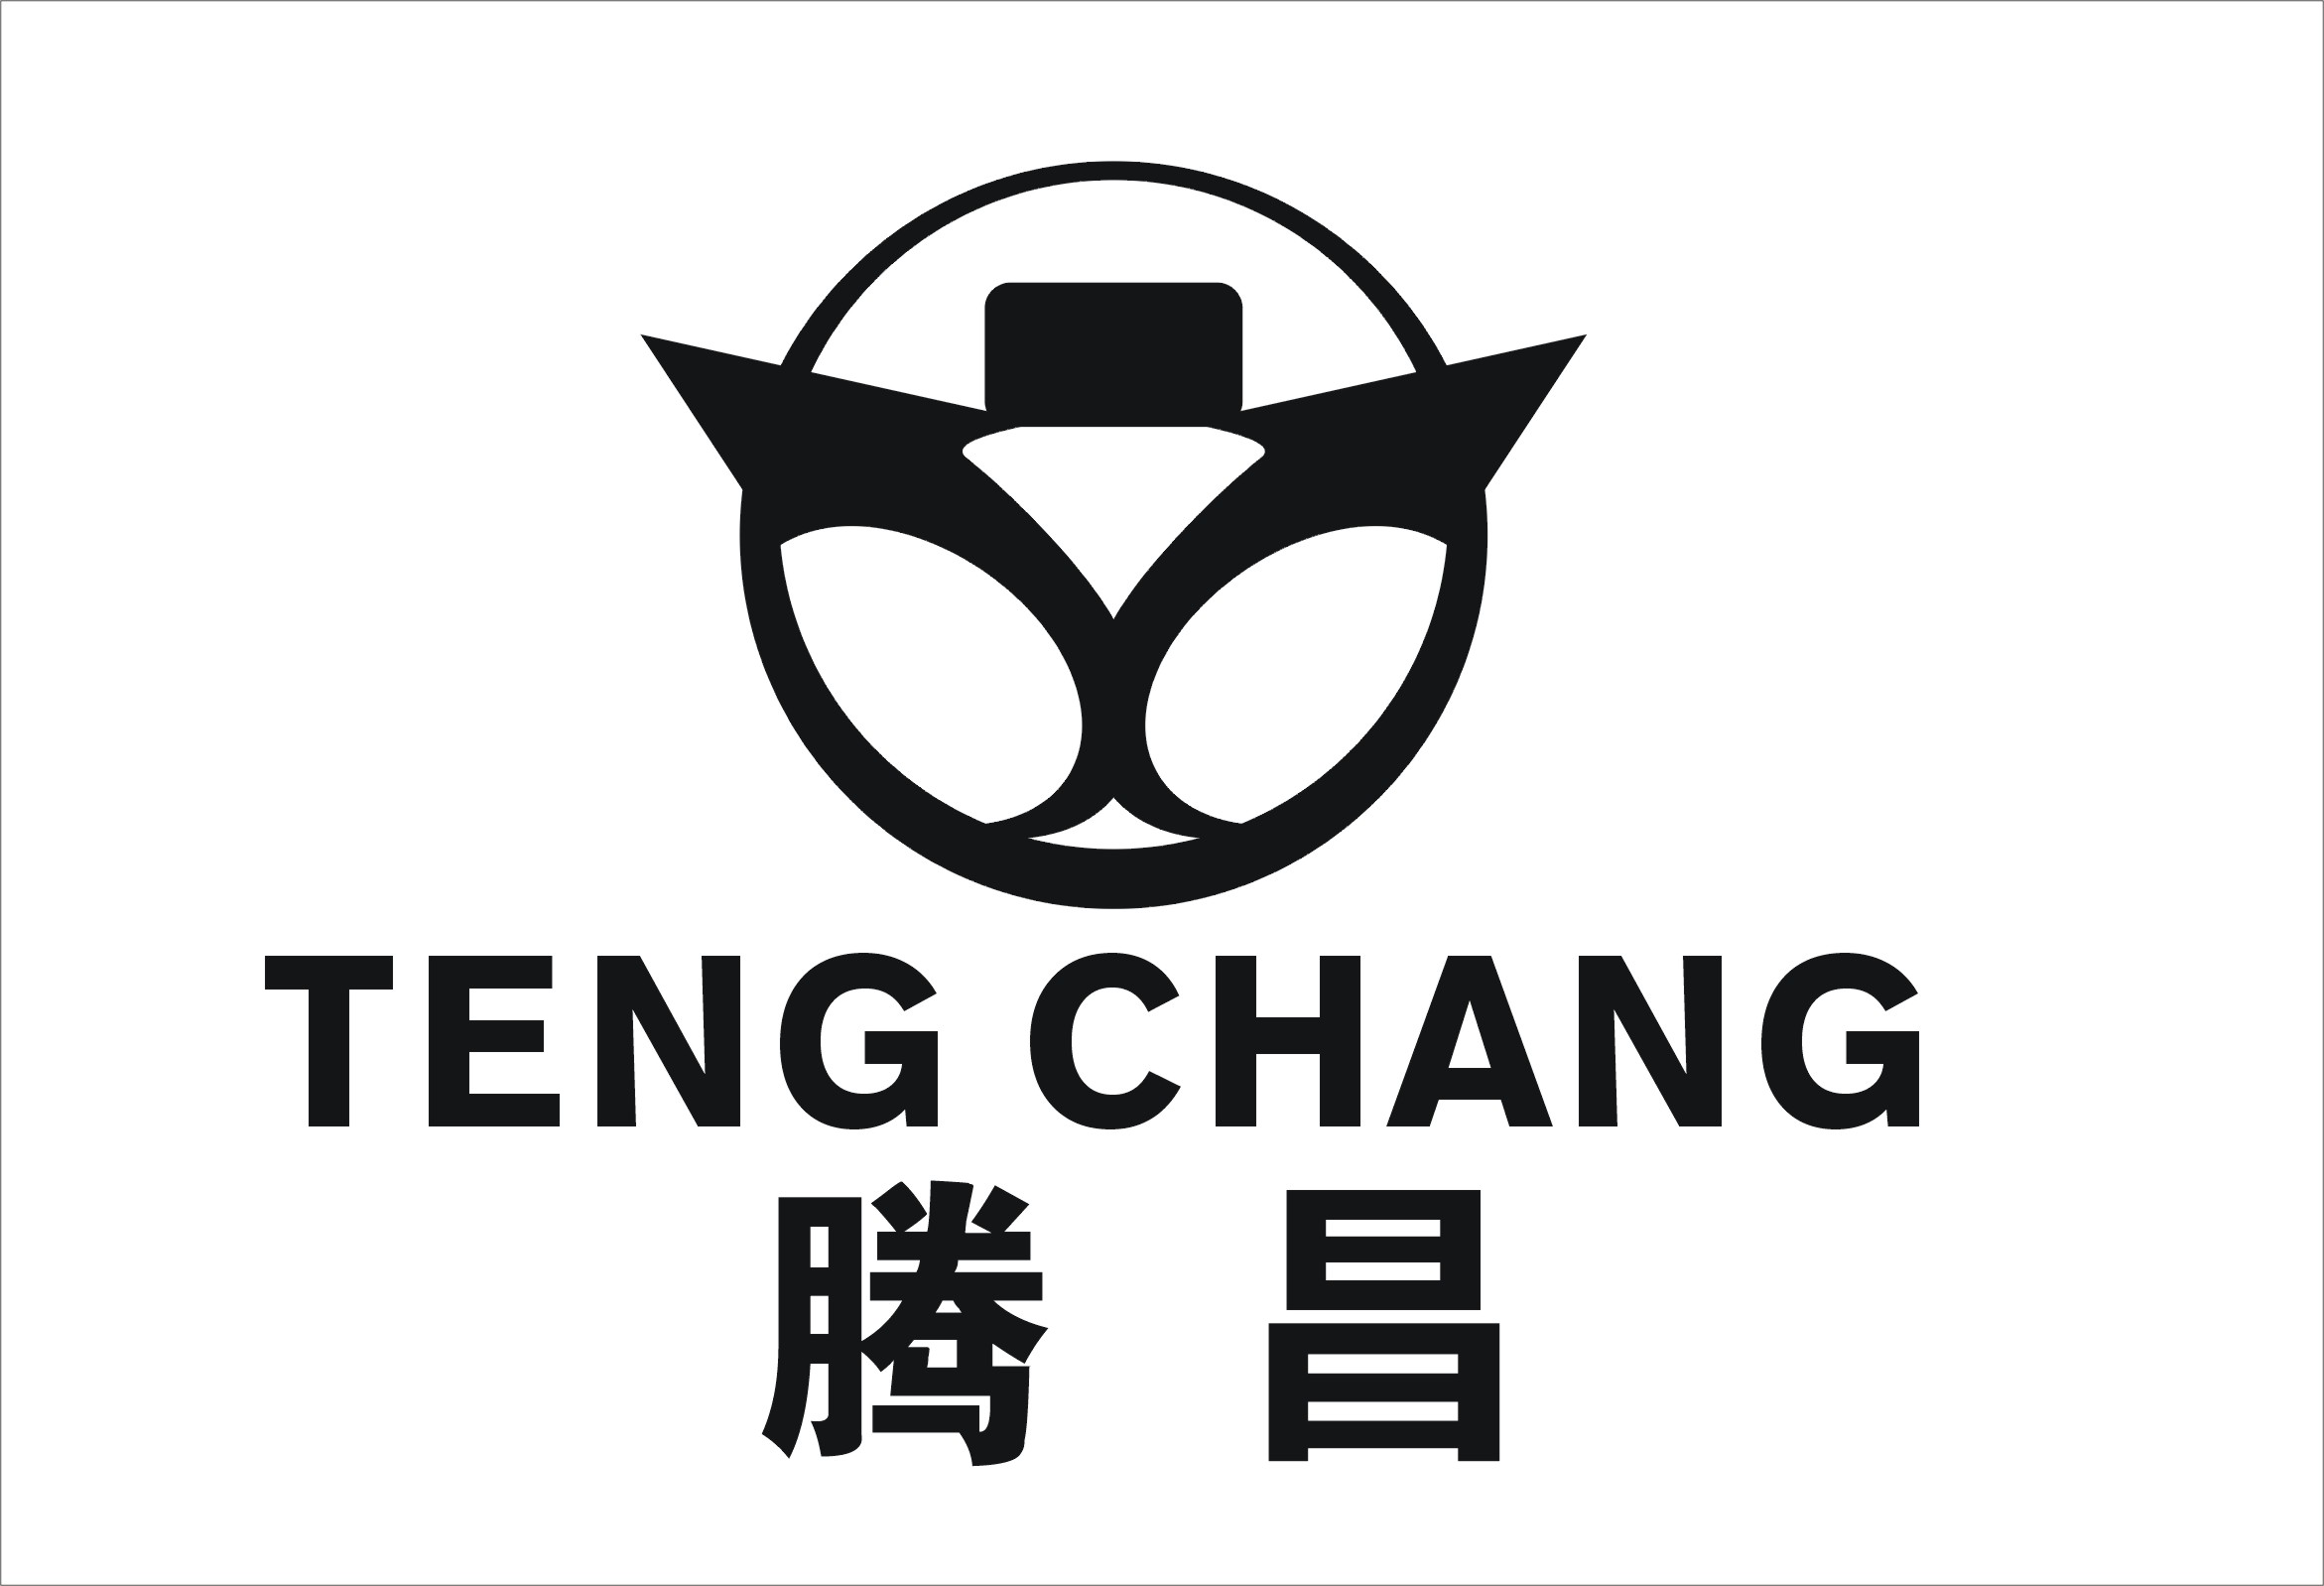 TENG CHANG
腾 昌